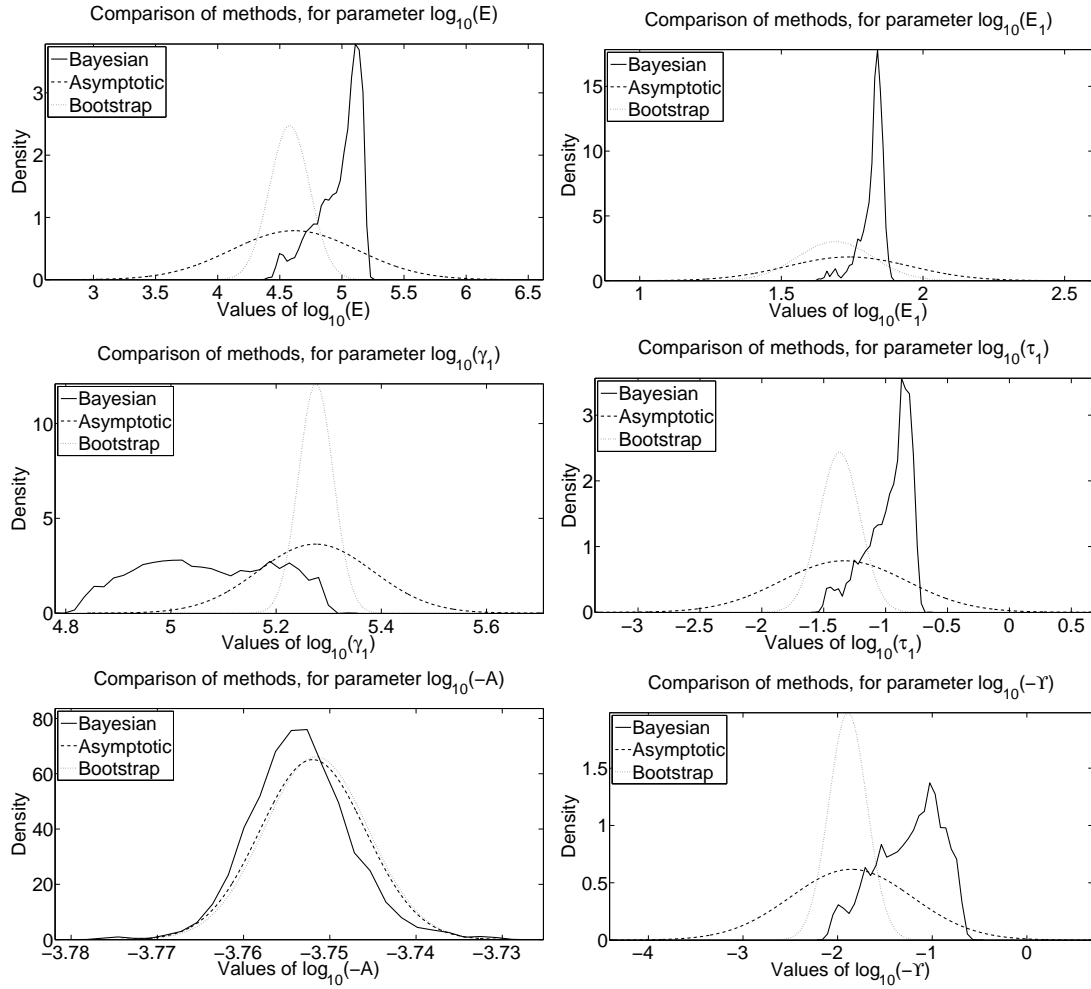 Comparison of methods, for parameter log10(E)
Bayesian
Asymptotic
Bootstrap
Density
3
2
1
0
3 3.5 4 4.5 5 5.5 6 6.5
Values of log10(E)
Comparison of methods, for parameter log10(E1)
Bayesian
Asymptotic
Bootstrap
Density
15
10
5
0
1 1.5 2 2.5
Values of log10(E1)
Comparison of methods, for parameter log10(γ1)
Bayesian
Asymptotic
Bootstrap
Density
10
5
0
4.8 5 5.2 5.4 5.6
Values of log10(γ1)
Comparison of methods, for parameter log10(τ1)
Bayesian
Asymptotic
Bootstrap
Density
3
2
1
0
−3 −2.5 −2 −1.5 −1 −0.5 0 0.5
Values of log10(τ1)
Comparison of methods, for parameter log10(−A)
Bayesian
Asymptotic
Bootstrap
Density
80
60
40
20
0
−3.78 −3.77 −3.76 −3.75 −3.74 −3.73
Values of log10(−A)
Comparison of methods, for parameter log10(−ϒ)
Bayesian
Asymptotic
Bootstrap
Density
1.5
1
0.5
0
−4 −3 −2 −1 0
Values of log10(−ϒ)